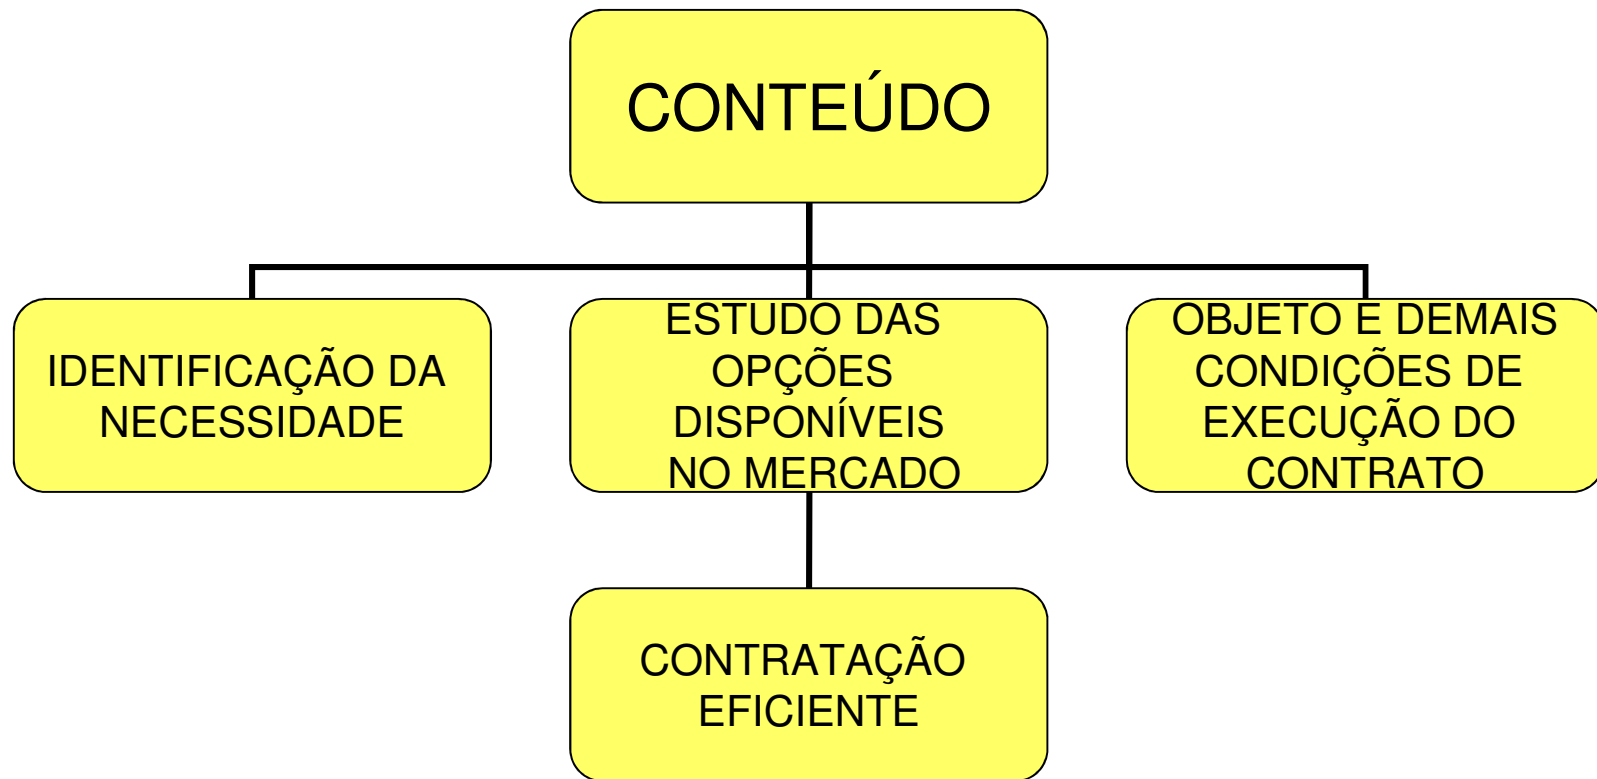 CONTEÚDO
IDENTIFICAÇÃO DA
NECESSIDADE
ESTUDO DAS
OPÇÕES
DISPONÍVEIS
NO MERCADO
OBJETO E DEMAIS
CONDIÇÕES DE
EXECUÇÃO DO
CONTRATO
CONTRATAÇÃO
EFICIENTE